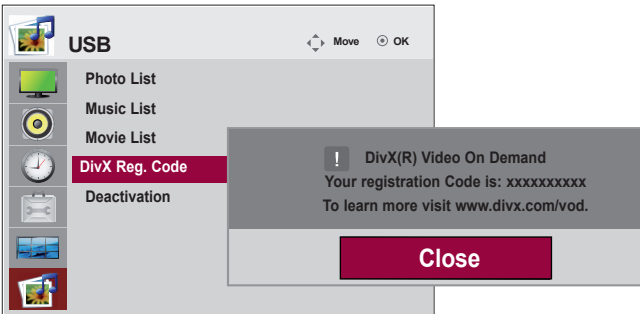 USB
Move OK
Photo List
Music List
Movie List
DivX Reg. Code
Deactivation
! DivX(R) Video On Demand
Your registration Code is: xxxxxxxxxx
To learn more visit www.divx.com/vod.
Close